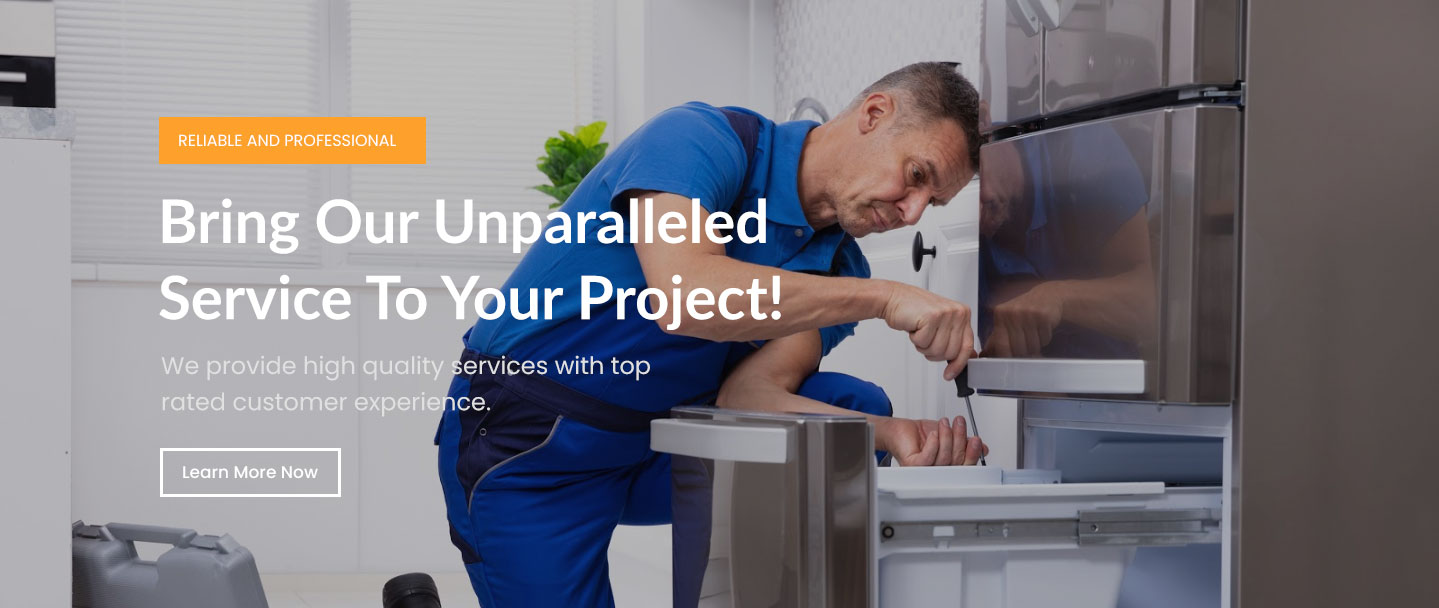 RELIABLE AND PROFESSIONAL
Bring Our Unparalleled
Service To Your Project!
We provide high quality services with top
rated customer experience.
Learn More Now